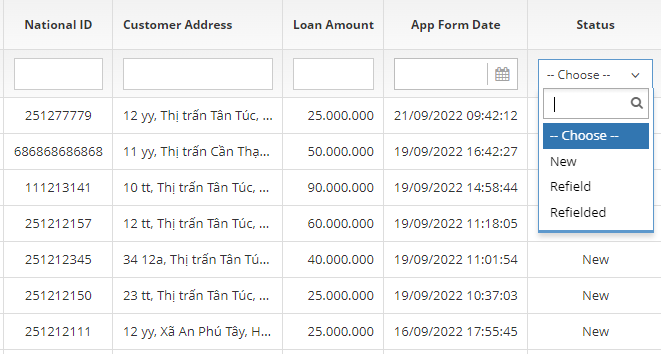 National ID Customer Address Loan Amount App Form Date Status
-- Choose --
251277779 12 yy, Thị trấn Tân Túc, ... 25.000.000 21/09/2022 09:42:12
-- Choose --
686868686868 11 yy, Thị trấn Cần Thạ... 50.000.000 19/09/2022 16:42:27
New
111213141 10 tt, Thị trấn Tân Túc, ... 90.000.000 19/09/2022 14:58:44
Refield
251212157 12 tt, Thị trấn Tân Túc, ... 60.000.000 19/09/2022 11:18:05
Refielded
251212345 34 12a, Thị trấn Tân Tú... 40.000.000 19/09/2022 11:01:54 New
251212150 23 tt, Thị trấn Tân Túc, ... 25.000.000 19/09/2022 10:37:03 New
251212111 12 yy, Xã An Phú Tây, H... 25.000.000 16/09/2022 17:55:45 New